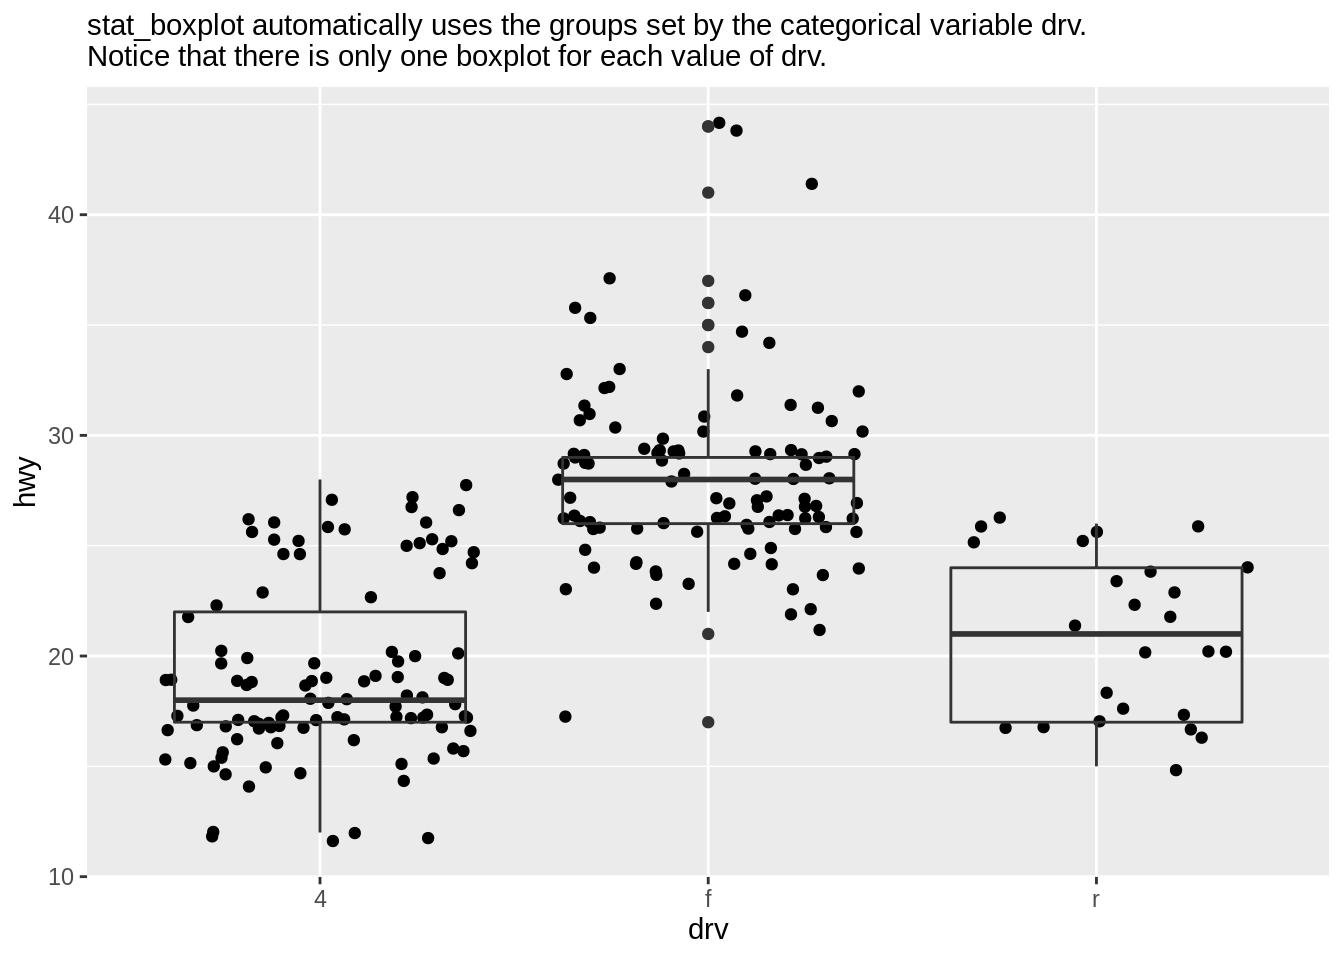 stat_boxplot automatically uses the groups set by the categorical variable drv.
Notice that there is only one boxplot for each value of drv.
40
30
20
10
hwy
4 f r
drv